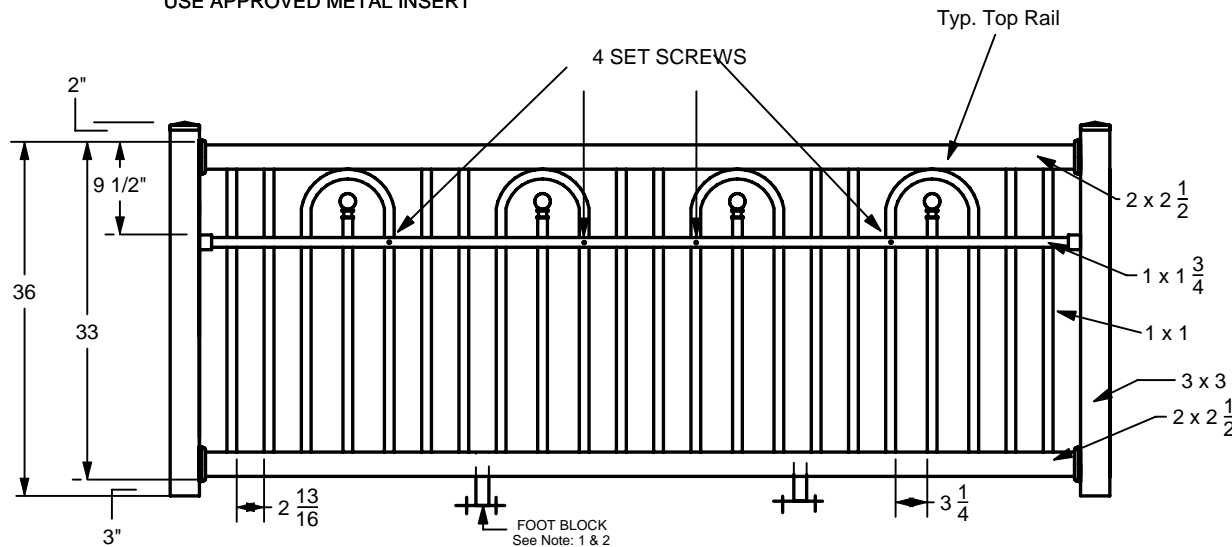 USE APPROVED METAL INSERT
Typ. Top Rail
4 SET SCREWS
2"
9 1/2"
2 x 2 1/2
1 x 1 3/4
36
33
1 x 1
3 x 3
2 x 2 1/2
2 13/16
3 1/4
3"
FOOT BLOCK
See Note: 1 & 2